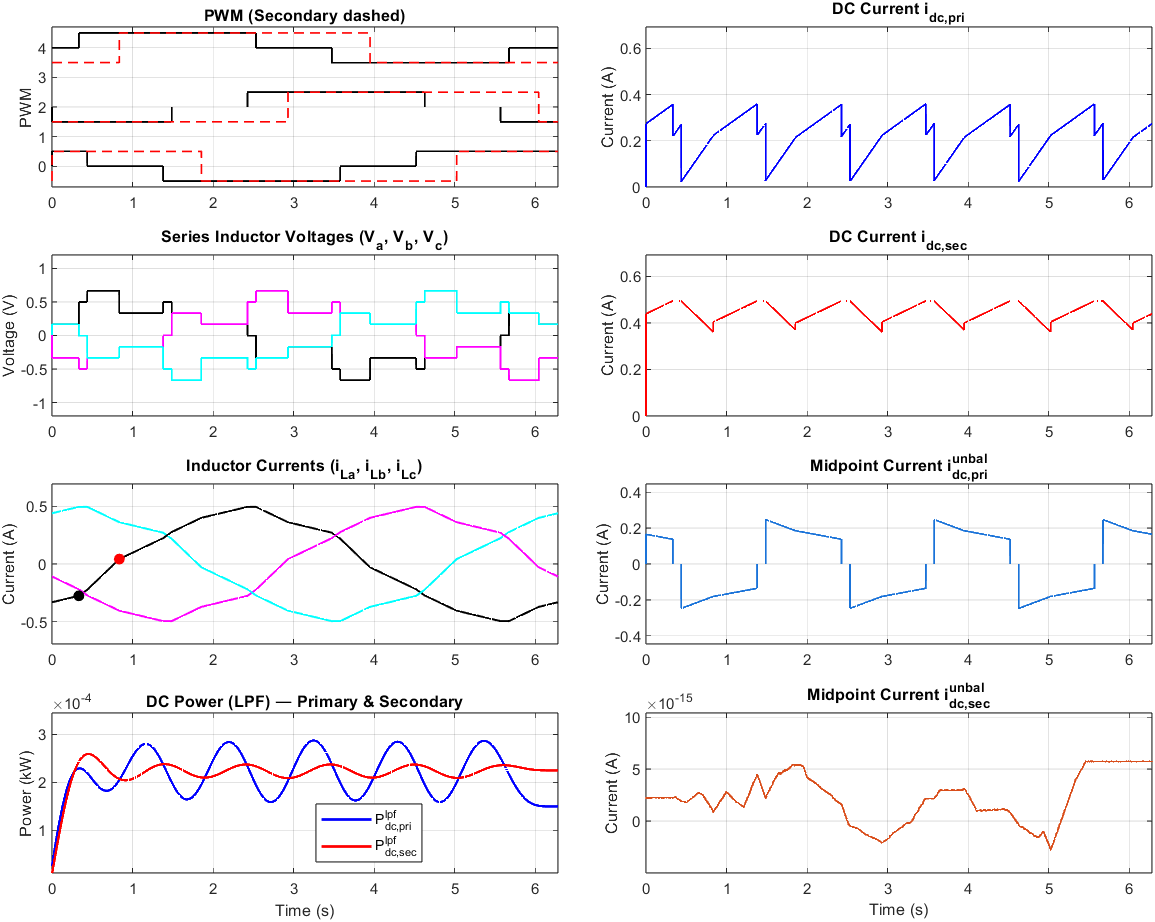 PWM (Secondary dashed)
PWM
4
3
2
1
0
0 1 2 3 4 5 6
DC Current i_dc,pri
Current (A)
0.6
0.4
0.2
0
0 1 2 3 4 5 6
Series Inductor Voltages (V_a, V_b, V_c)
Voltage (V)
1
0.5
0
-0.5
-1
0 1 2 3 4 5 6
DC Current i_dc,sec
Current (A)
0.6
0.4
0.2
0
0 1 2 3 4 5 6
Inductor Currents (i_La, i_Lb, i_Lc)
Current (A)
0.5
0
-0.5
0 1 2 3 4 5 6
Midpoint Current i^unbal_dc,pri
Current (A)
0.4
0.2
0
-0.2
-0.4
0 1 2 3 4 5 6
×10^-4
DC Power (LPF) — Primary & Secondary
Power (kW)
3
2
1
P^lpf_dc,pri
P^lpf_dc,sec
0 1 2 3 4 5 6
Time (s)
×10^-15
Midpoint Current i^unbal_dc,sec
Current (A)
10
5
0
0 1 2 3 4 5 6
Time (s)